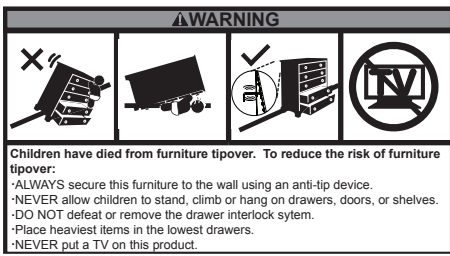 ⚠WARNING
TV
Children have died from furniture tipover. To reduce the risk of furniture
tipover:
·ALWAYS secure this furniture to the wall using an anti-tip device.
·NEVER allow children to stand, climb or hang on drawers, doors, or shelves.
·DO NOT defeat or remove the drawer interlock sytem.
·Place heaviest items in the lowest drawers.
·NEVER put a TV on this product.